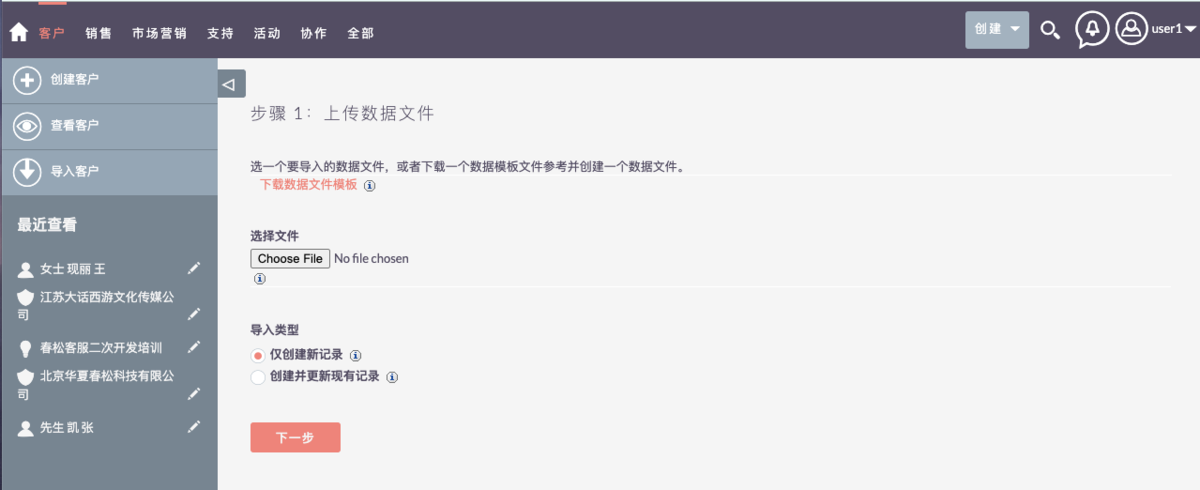 客户 销售 市场营销 支持 活动 协作 全部 创建 user1
创建客户
查看客户
导入客户
最近查看
女士 现丽 王
江苏大话西游文化传媒公
司
春松客服二次开发培训
北京华夏春松科技有限公
司
先生 凯 张
步骤 1：上传数据文件
选一个要导入的数据文件，或者下载一个数据模板文件参考并创建一个数据文件。
下载数据文件模板
选择文件
Choose File No file chosen
导入类型
仅创建新记录
创建并更新现有记录
下一步